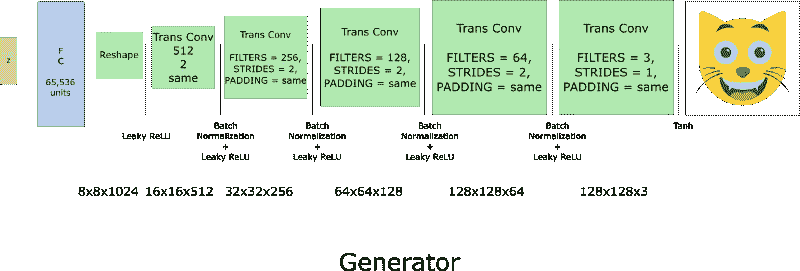 z
F
C
65,536
units
Reshape
Trans Conv
512
2
same
Trans Conv
FILTERS = 256,
STRIDES = 2,
PADDING = same
Trans Conv
FILTERS = 128,
STRIDES = 2,
PADDING = same
Trans Conv
FILTERS = 64,
STRIDES = 2,
PADDING = same
Trans Conv
FILTERS = 3,
STRIDES = 1,
PADDING = same
Leaky ReLU
Batch
Normalization
+
Leaky ReLU
Batch
Normalization
+
Leaky ReLU
Batch
Normalization
+
Leaky ReLU
Batch
Normalization
+
Leaky ReLU
Tanh
8x8x1024 16x16x512 32x32x256 64x64x128 128x128x64 128x128x3
Generator